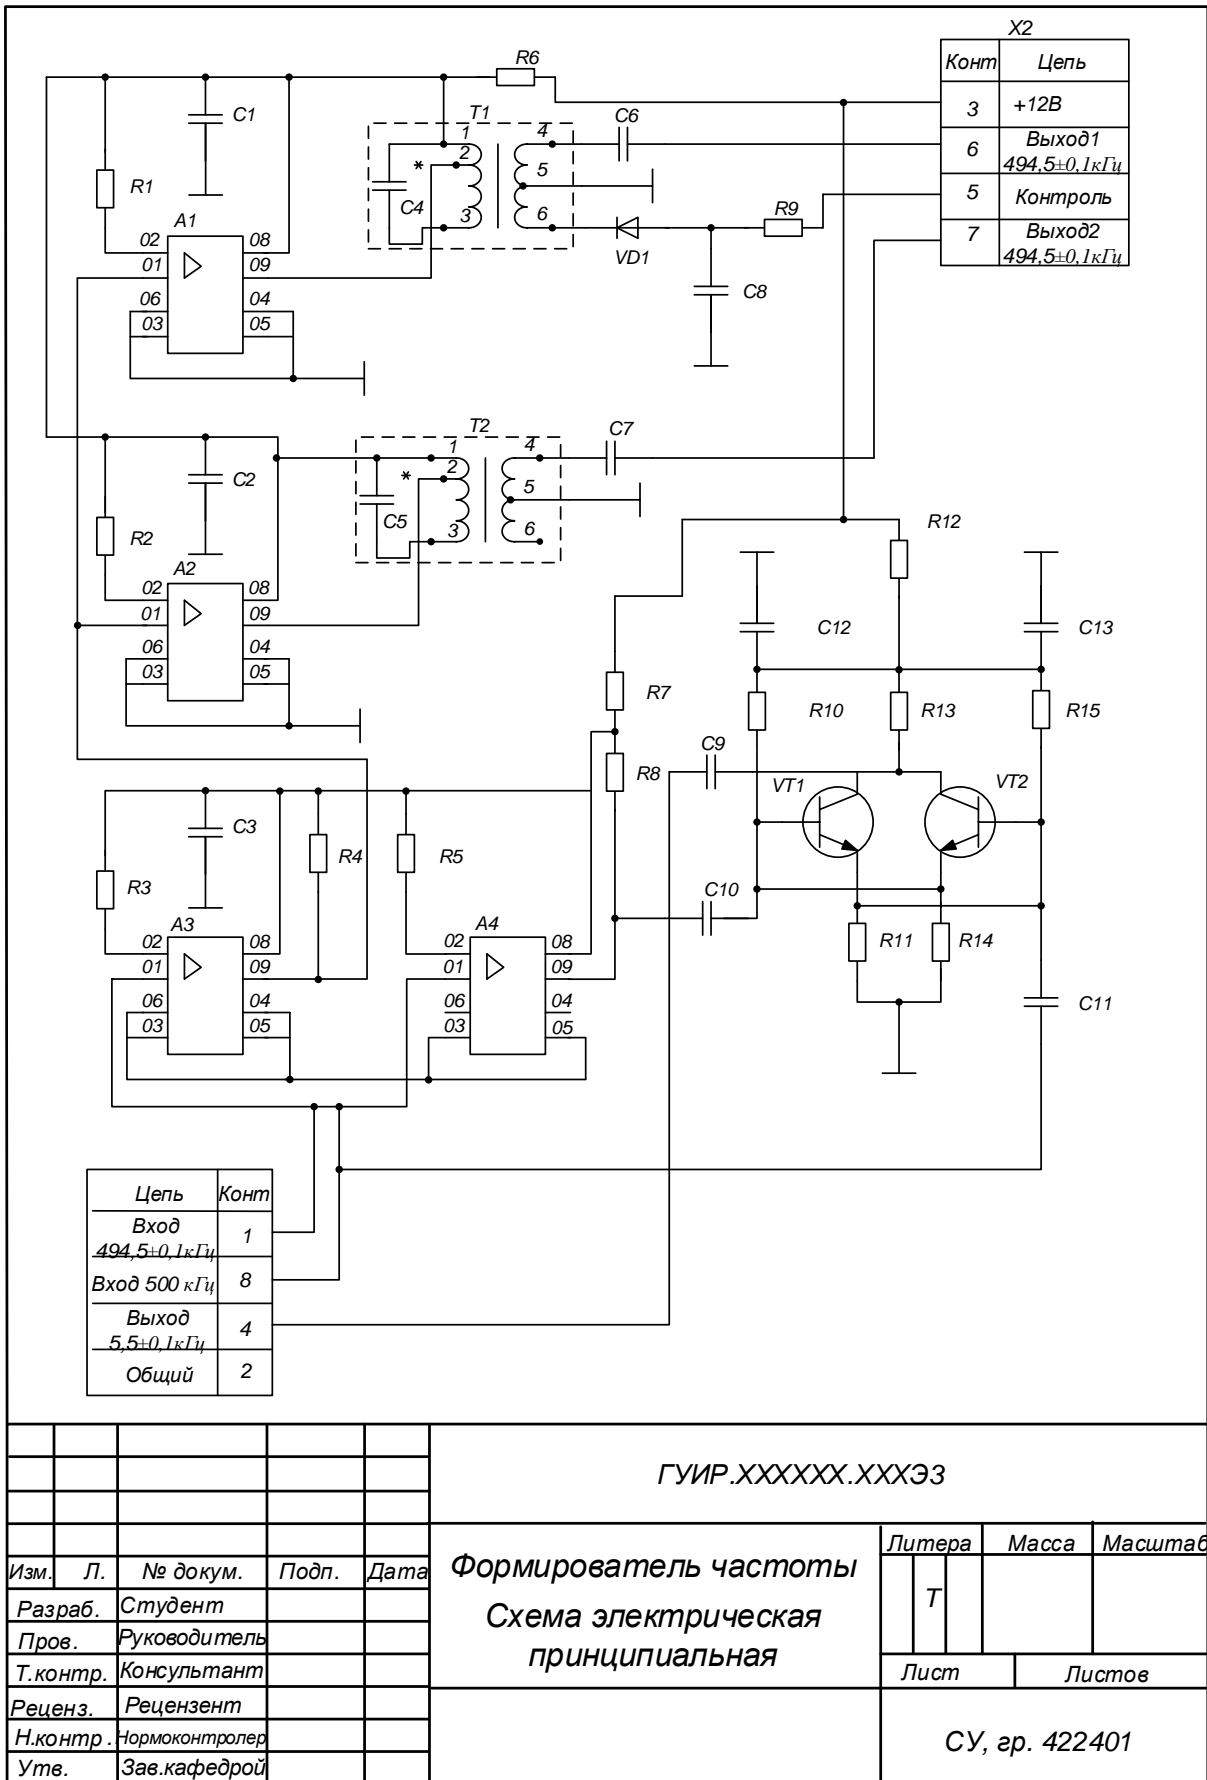 X2
Конт Цепь
3 +12В
6 Выход1
494,5±0,1кГц
5 Контроль
7 Выход2
494,5±0,1кГц
R6
C1
T1
C6
1
2
3
4
5
6
*
C4
R1
A1
R9
VD1
C8
02 08
01 09
06 04
03 05
T2
C7
1
2
3
4
5
6
*
C2
C5
R2
A2
02 08
01 09
06 04
03 05
R12
C12
C13
R7
R10
R13
R15
C9
R8
VT1
VT2
C3
R4
R5
R3
C10
A3
A4
R11
R14
02 08
01 09
06 04
03 05
02 08
01 09
06 04
03 05
C11
Цепь Конт
Вход
494,5±0,1кГц 1
Вход 500 кГц 8
Выход
5,5±0,1кГц 4
Общий 2
ГУИР.ХХХХХХ.ХХХЭ3
Формирователь частоты
Схема электрическая
принципиальная
Литера Масса Масштаб
Т
Лист Листов
СУ, гр. 422401
Изм. Л. № докум. Подп. Дата
Разраб. Студент
Пров. Руководитель
Т.контр. Консультант
Реценз. Рецензент
Н.контр. Нормоконтролер
Утв. Зав.кафедрой